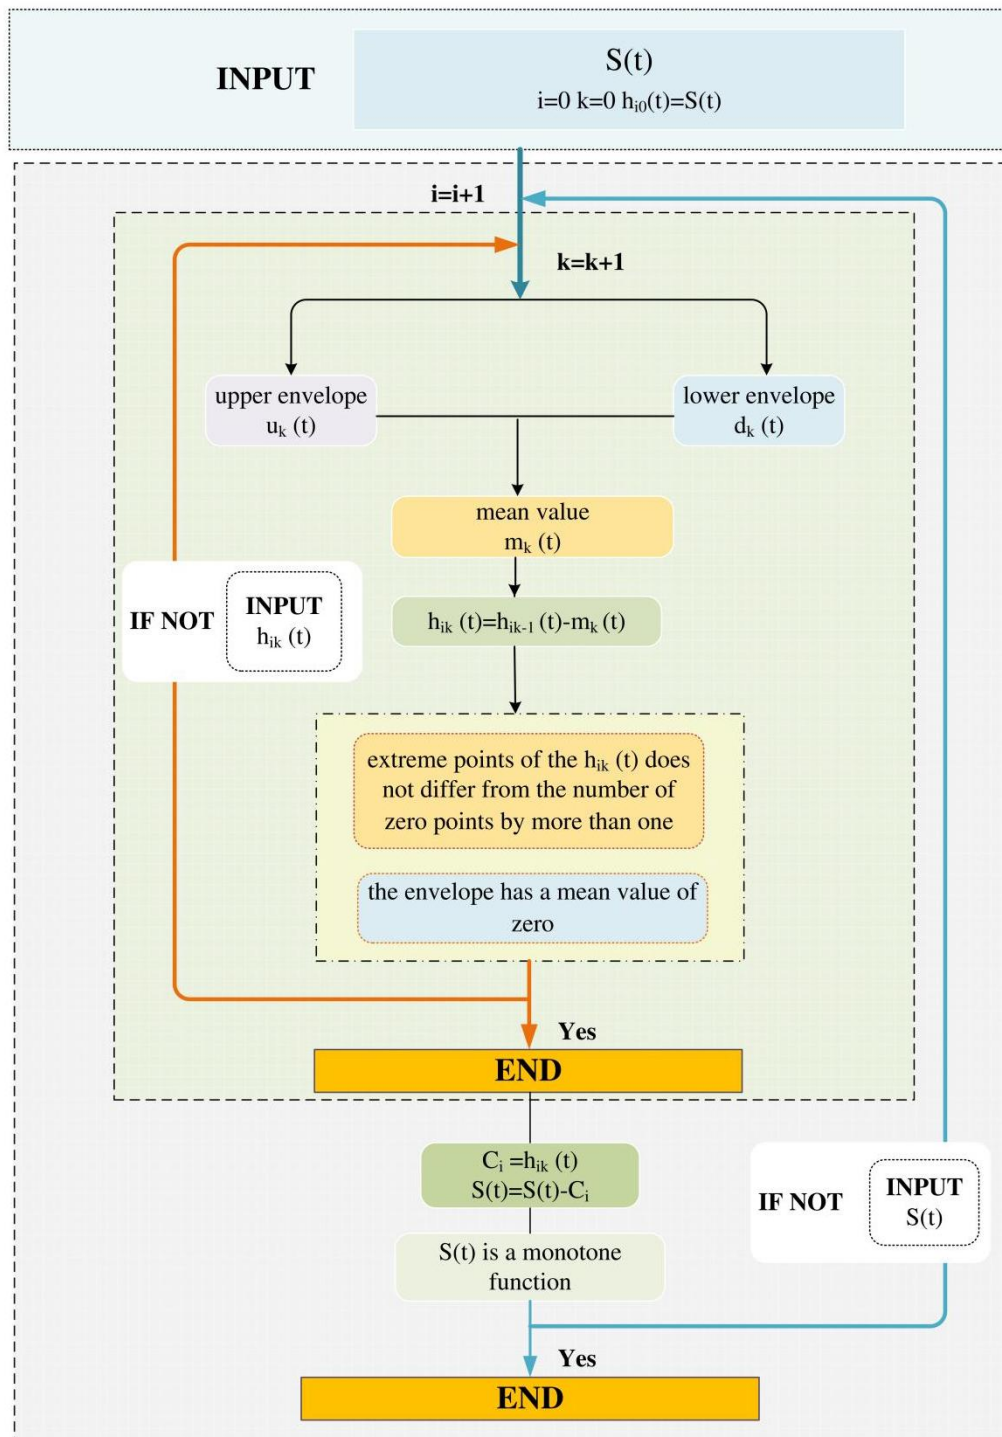 INPUT
S(t)
i=0 k=0 hi0(t)=S(t)
i=i+1
k=k+1
upper envelope
uk (t)
lower envelope
dk (t)
mean value
mk (t)
IF NOT
INPUT
hik (t)
hik (t)=hik-1 (t)-mk (t)
extreme points of the hik (t) does
not differ from the number of
zero points by more than one
the envelope has a mean value of
zero
Yes
END
Ci =hik (t)
S(t)=S(t)-Ci
IF NOT
INPUT
S(t)
S(t) is a monotone
function
Yes
END